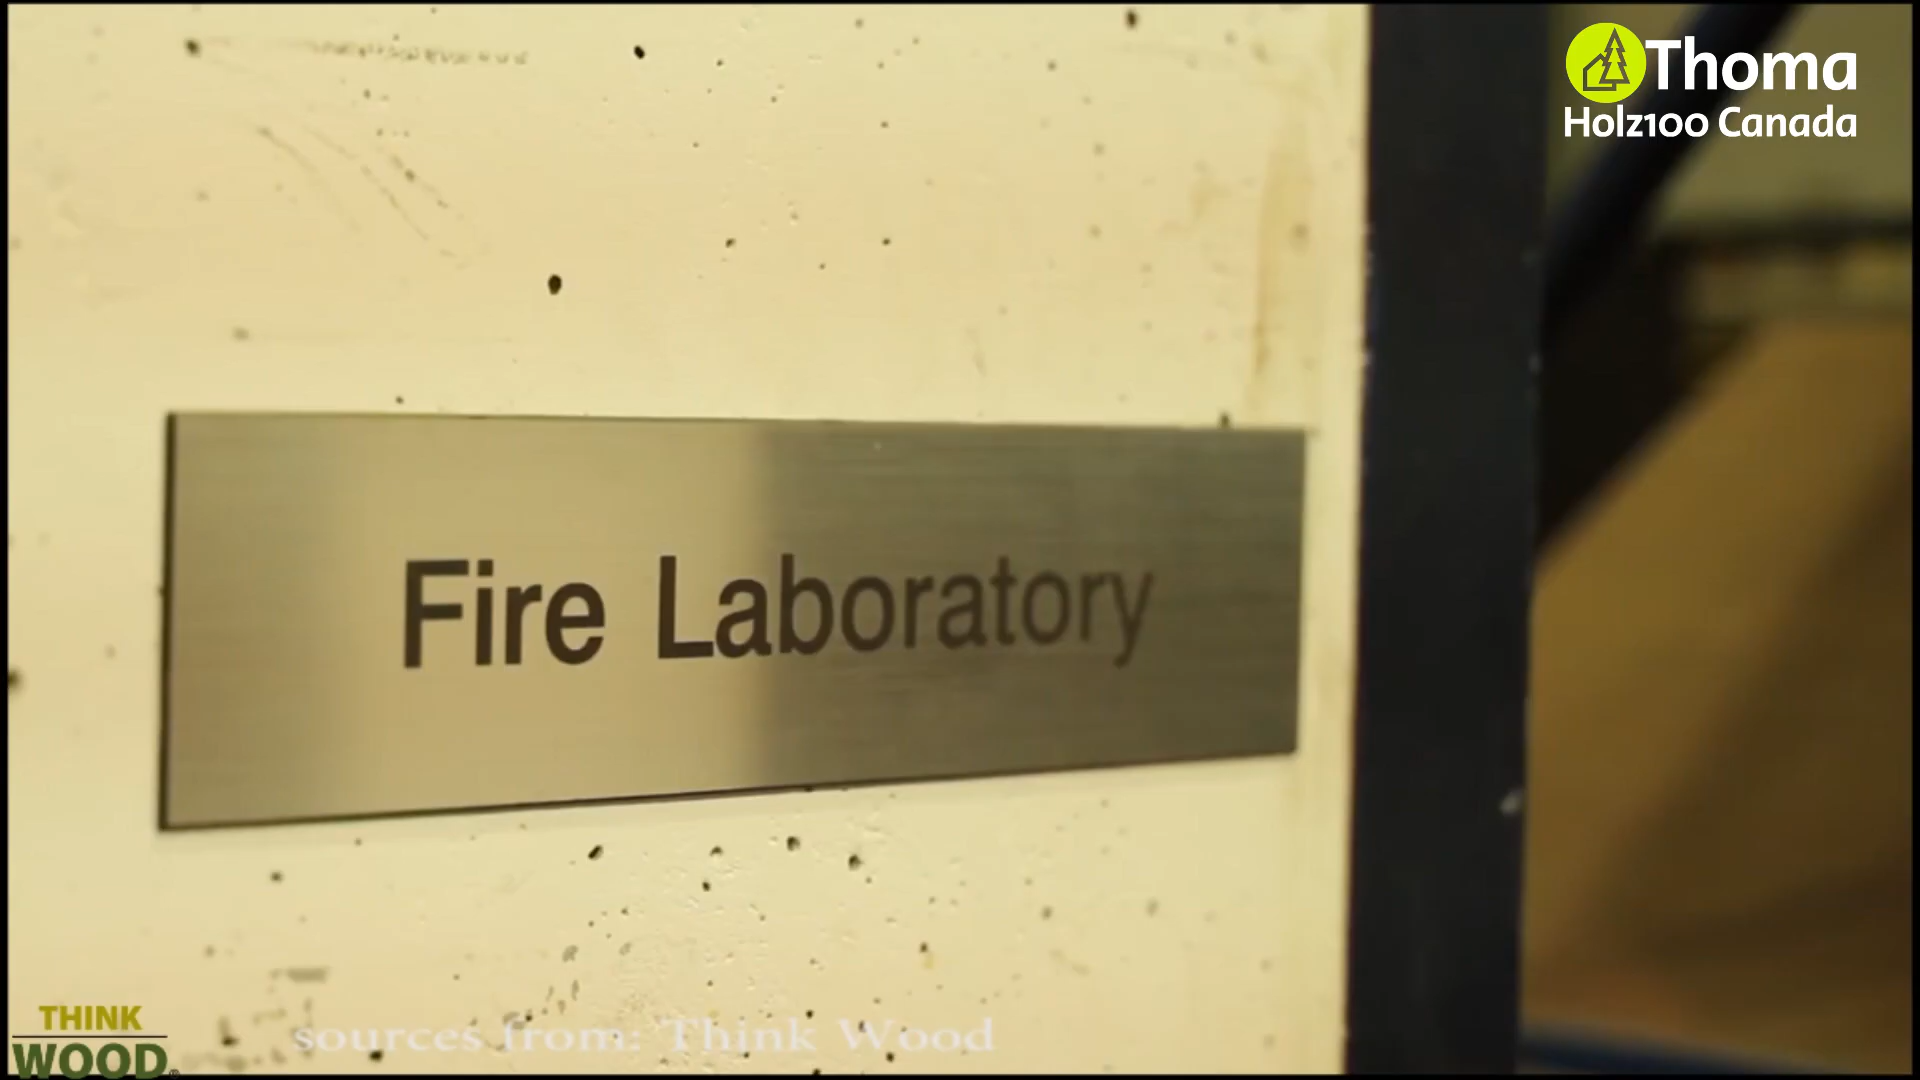 Thoma
Holz100 Canada
Fire Laboratory
THINK
WOOD®
sources from: Think Wood